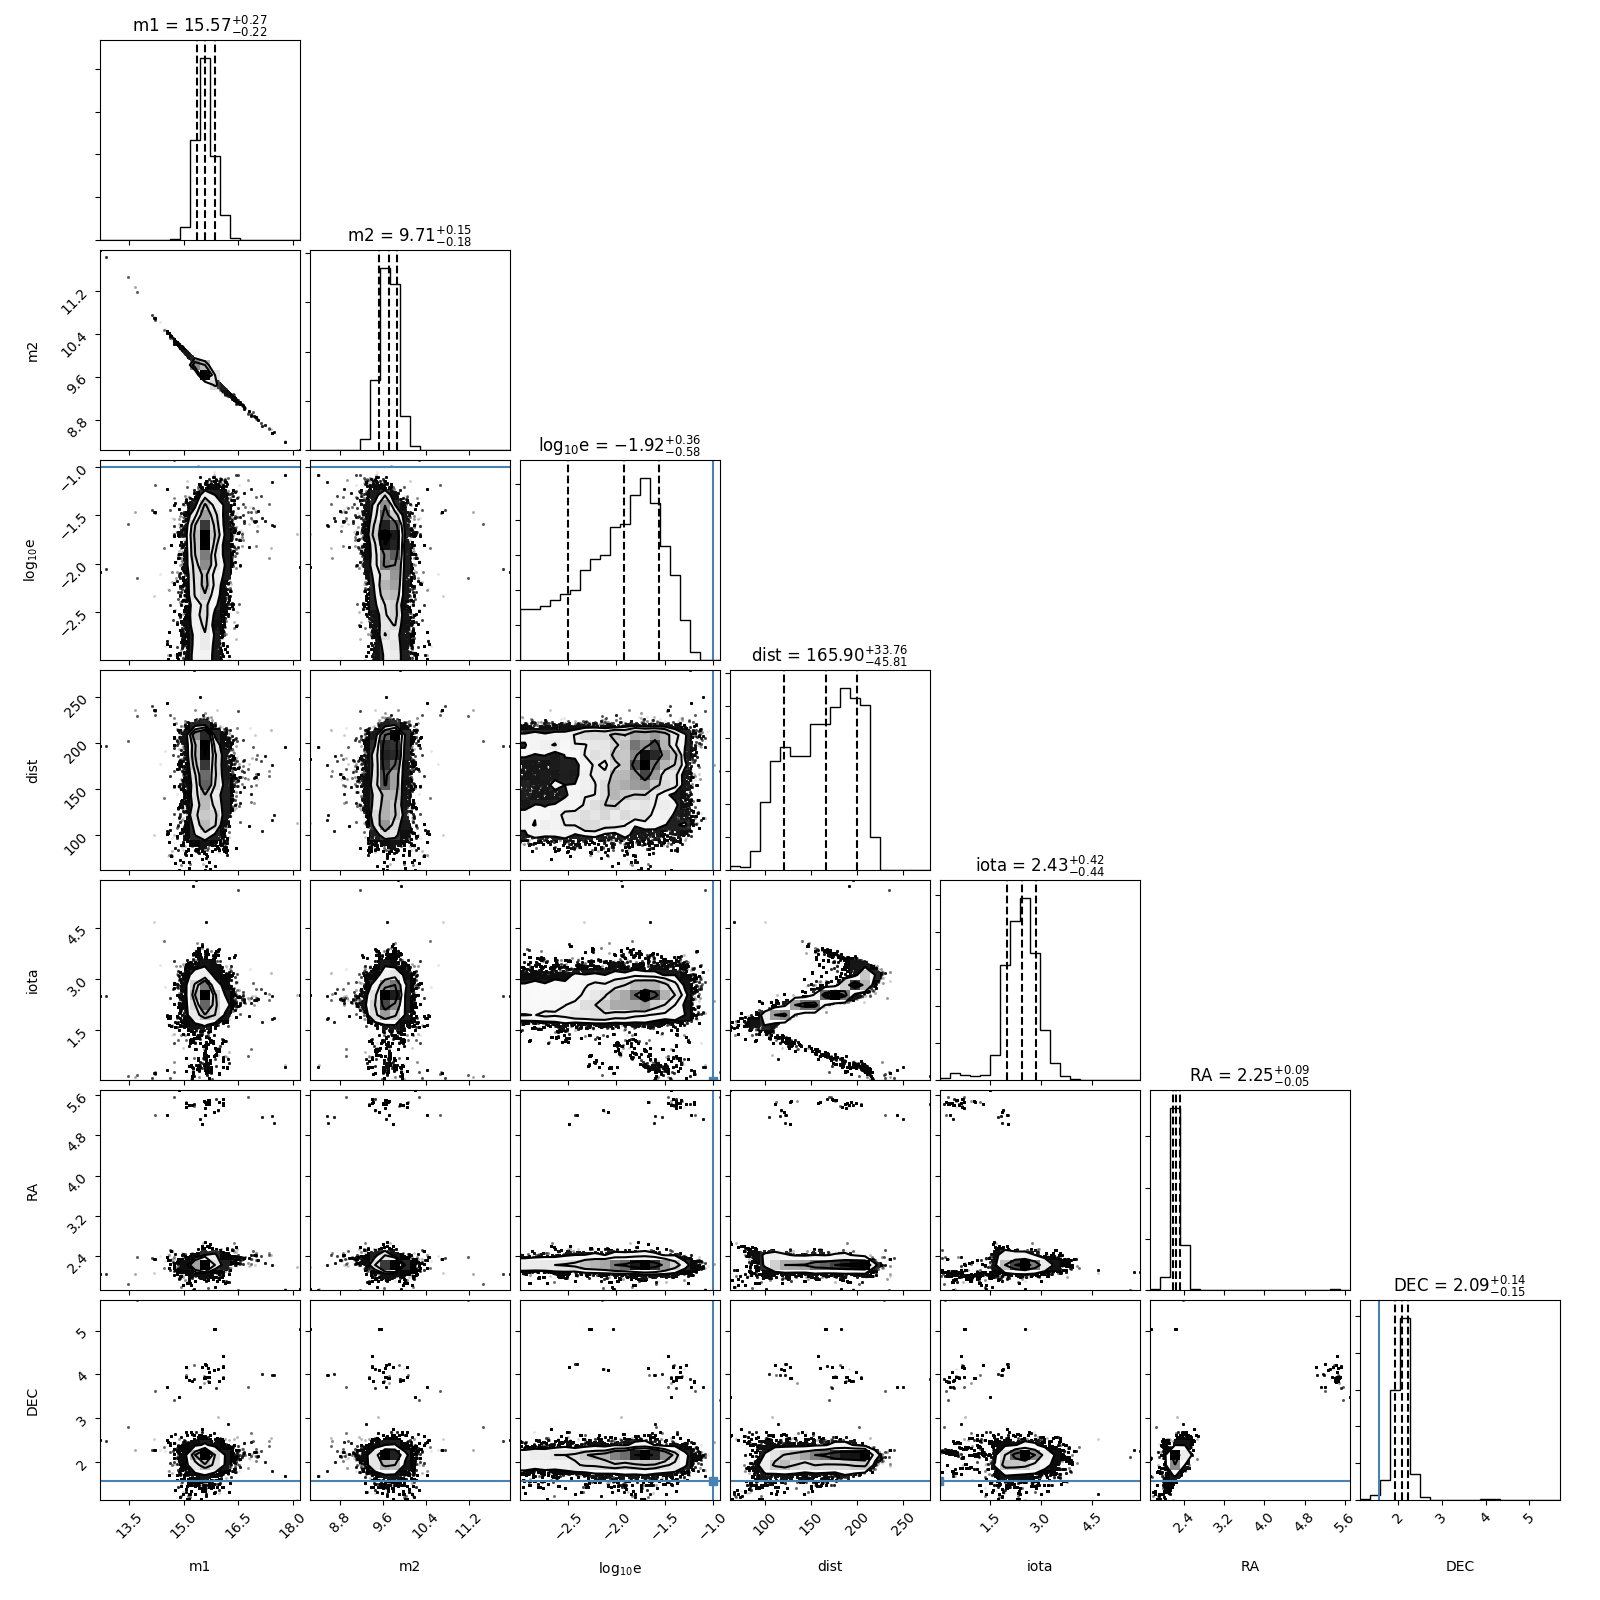 m1 = 15.57+0.27−0.22
m2 = 9.71+0.15−0.18
11.2
10.4
9.6
8.8
m2
log10e = −1.92+0.36−0.58
−1.0
−1.5
−2.0
−2.5
log10e
dist = 165.90+33.76−45.81
250
200
150
100
dist
iota = 2.43+0.42−0.44
4.5
3.0
1.5
iota
RA = 2.25+0.09−0.05
5.6
4.8
4.0
3.2
2.4
RA
DEC = 2.09+0.14−0.15
5
4
3
2
DEC
13.5 15.0 16.5 18.0 8.8 9.6 10.4 11.2 −2.5 −2.0 −1.5 −1.0 100 150 200 250 1.5 3.0 4.5 2.4 3.2 4.0 4.8 5.6 2 3 4 5
m1 m2 log10e dist iota RA DEC